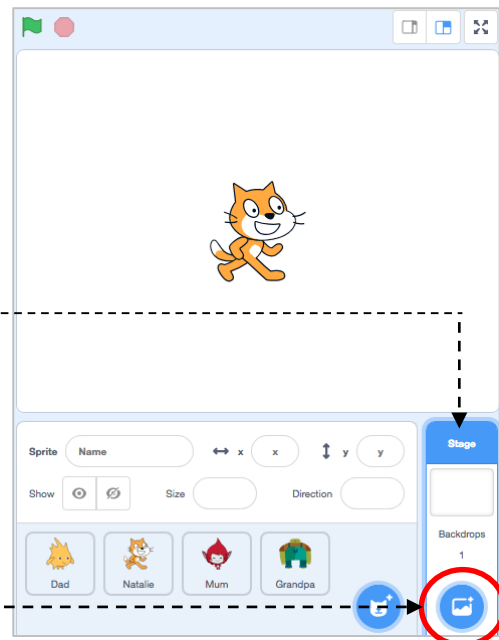 Stage
Sprite Name x x y y
Show Size Direction
Backdrops
1
Dad Natalie Mum Grandpa